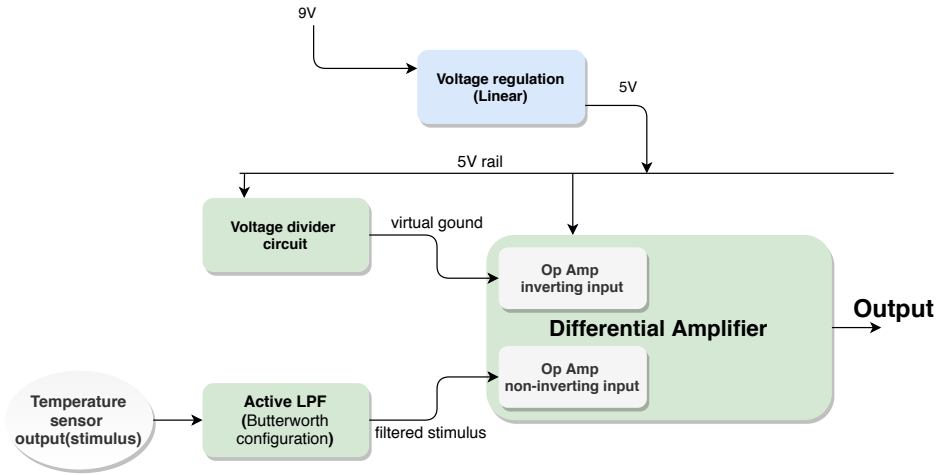 9V
Voltage regulation
(Linear)
5V
5V rail
Voltage divider
circuit
virtual gound
Op Amp
inverting input
Differential Amplifier
Output
Op Amp
non-inverting input
Temperature
sensor
output(stimulus)
Active LPF
(Butterworth
configuration)
filtered stimulus